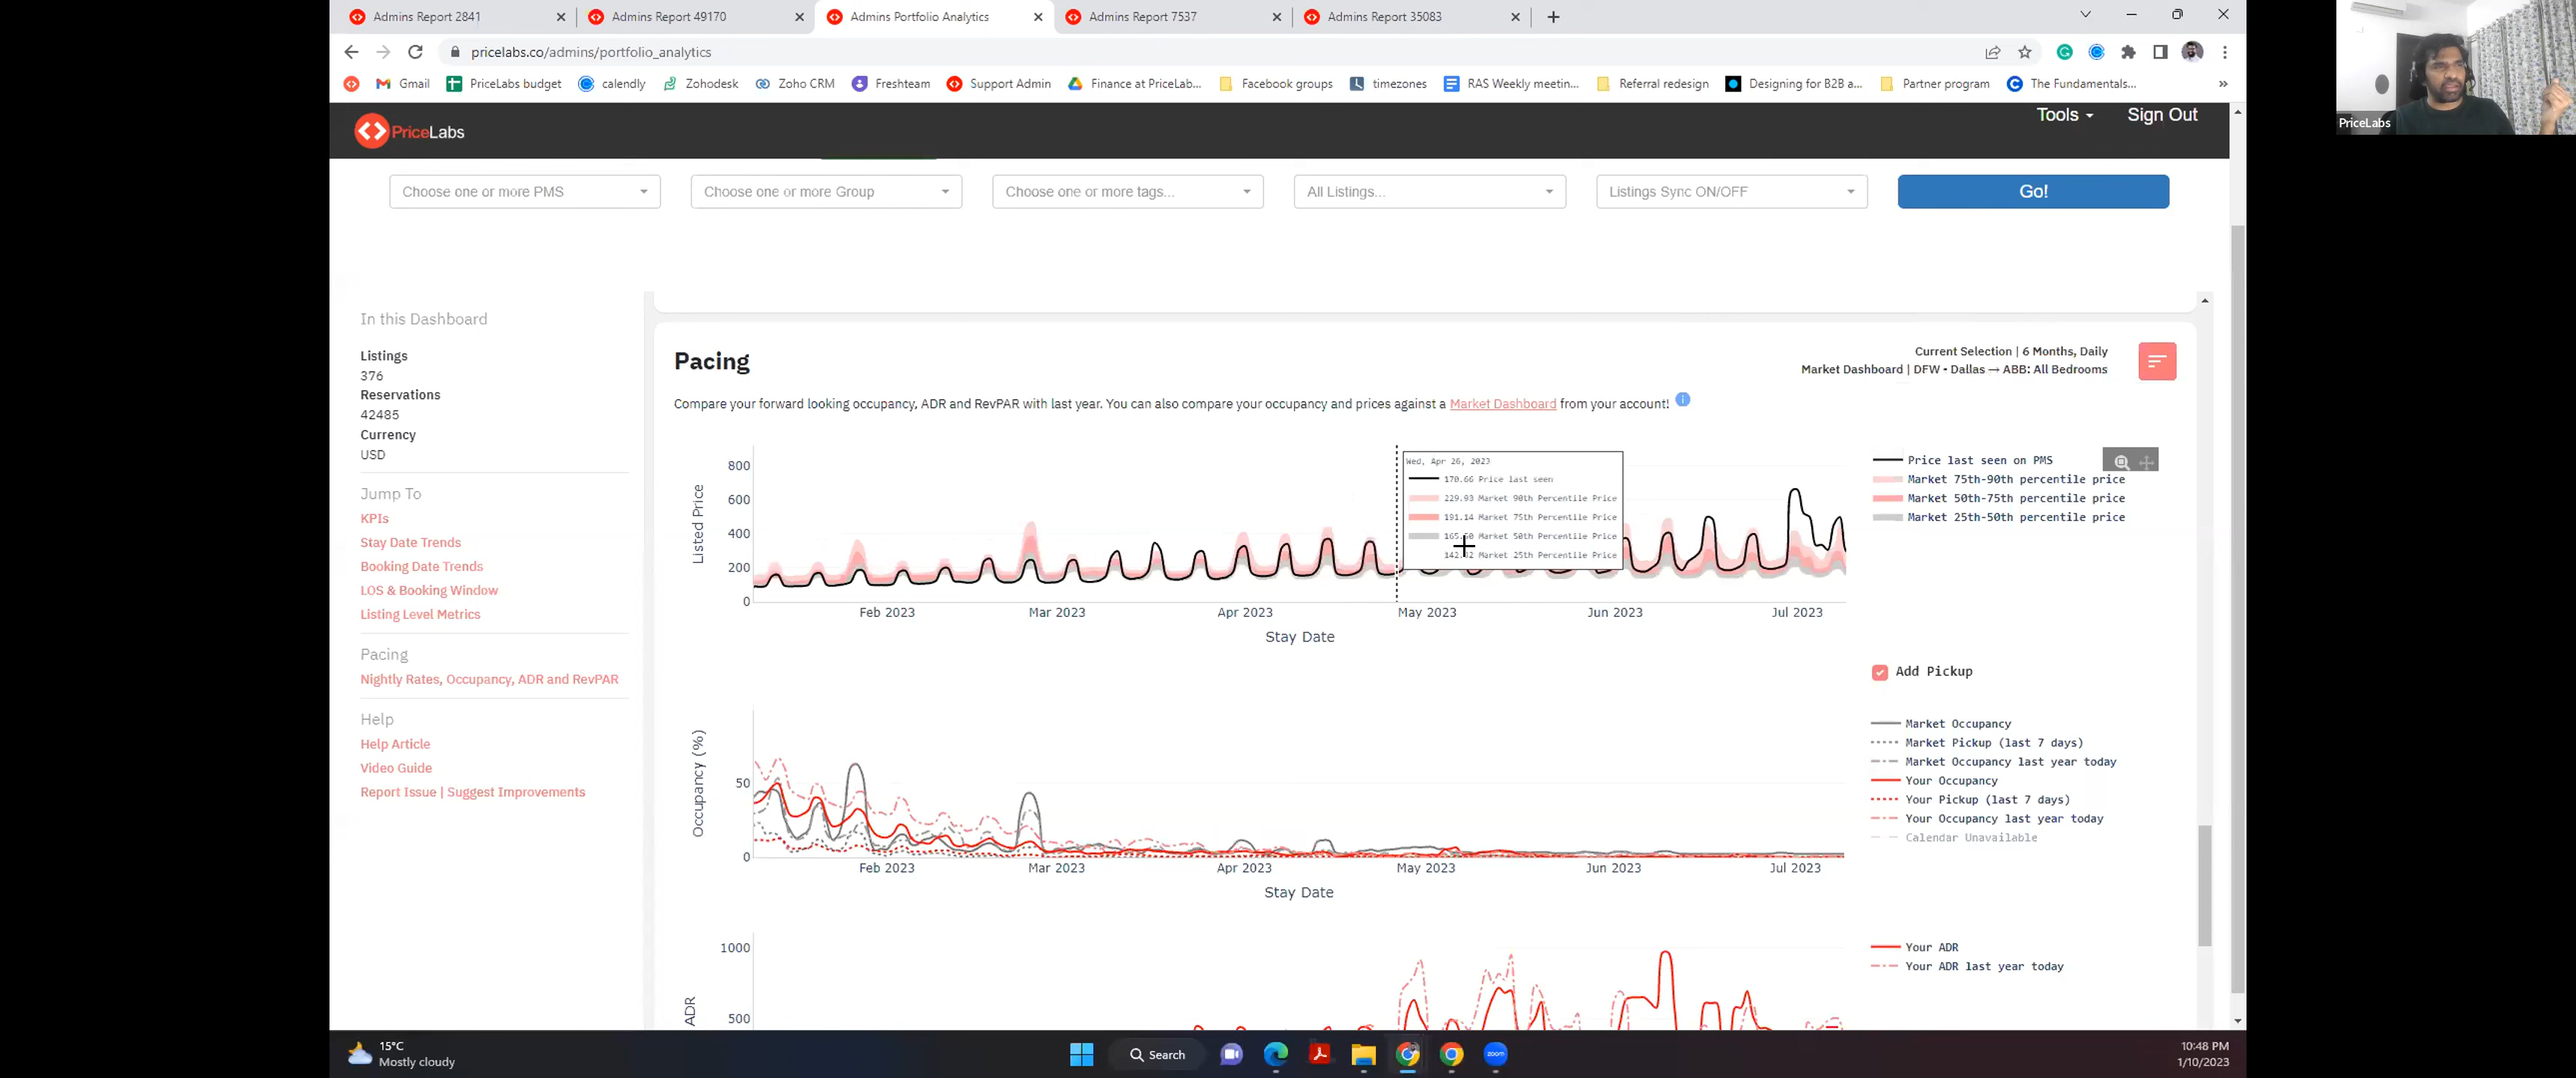 Admins Report 2841
Admins Report 49170
Admins Portfolio Analytics
Admins Report 7537
Admins Report 35083
pricelabs.co/admins/portfolio_analytics
Gmail
PriceLabs budget
calendly
Zohodesk
Zoho CRM
Freshteam
Support Admin
Finance at PriceLab...
Facebook groups
timezones
RAS Weekly meetin...
Referral redesign
Designing for B2B a...
Partner program
The Fundamentals...
»
PriceLabs
Tools
Sign Out
PriceLabs
Choose one or more PMS
Choose one or more Group
Choose one or more tags...
All Listings...
Listings Sync ON/OFF
Go!
In this Dashboard
Listings
376
Reservations
42485
Currency
USD
Jump To
KPIs
Stay Date Trends
Booking Date Trends
LOS & Booking Window
Listing Level Metrics
Pacing
Nightly Rates, Occupancy, ADR and RevPAR
Help
Help Article
Video Guide
Report Issue | Suggest Improvements
Pacing
Current Selection | 6 Months, Daily
Market Dashboard | DFW • Dallas → ABB: All Bedrooms
Compare your forward looking occupancy, ADR and RevPAR with last year. You can also compare your occupancy and prices against a Market Dashboard from your account!
Listed Price
800
600
400
200
0
Wed, Apr 26, 2023
170.66 Price last seen
229.93 Market 90th Percentile Price
191.14 Market 75th Percentile Price
Market 50th Percentile Price
Market 25th Percentile Price
Feb 2023
Mar 2023
Apr 2023
May 2023
Jun 2023
Jul 2023
Stay Date
Price last seen on PMS
Market 75th-90th percentile price
Market 50th-75th percentile price
Market 25th-50th percentile price
Add Pickup
Occupancy (%)
50
0
Feb 2023
Mar 2023
Apr 2023
May 2023
Jun 2023
Jul 2023
Stay Date
Market Occupancy
Market Pickup (last 7 days)
Market Occupancy last year today
Your Occupancy
Your Pickup (last 7 days)
Your Occupancy last year today
Calendar Unavailable
ADR
1000
500
Your ADR
Your ADR last year today
15°C
Mostly cloudy
Search
zoom
10:48 PM
1/10/2023